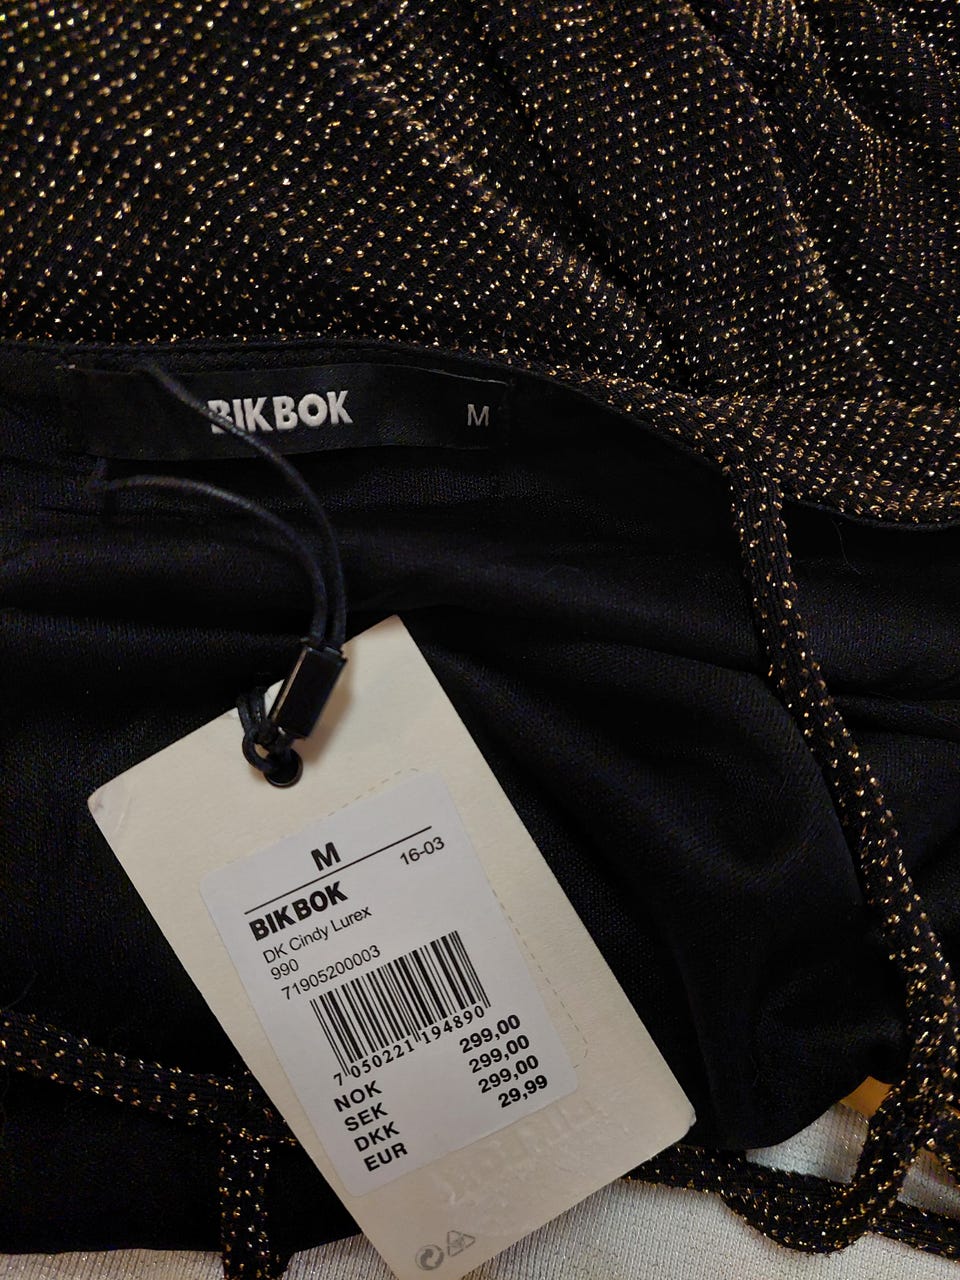 BIKBOK M
M
16-03
BIKBOK
DK Cindy Lurex
990
71905200003
7 050221 194890
NOK 299,00
SEK 299,00
DKK 299,00
EUR 29,99